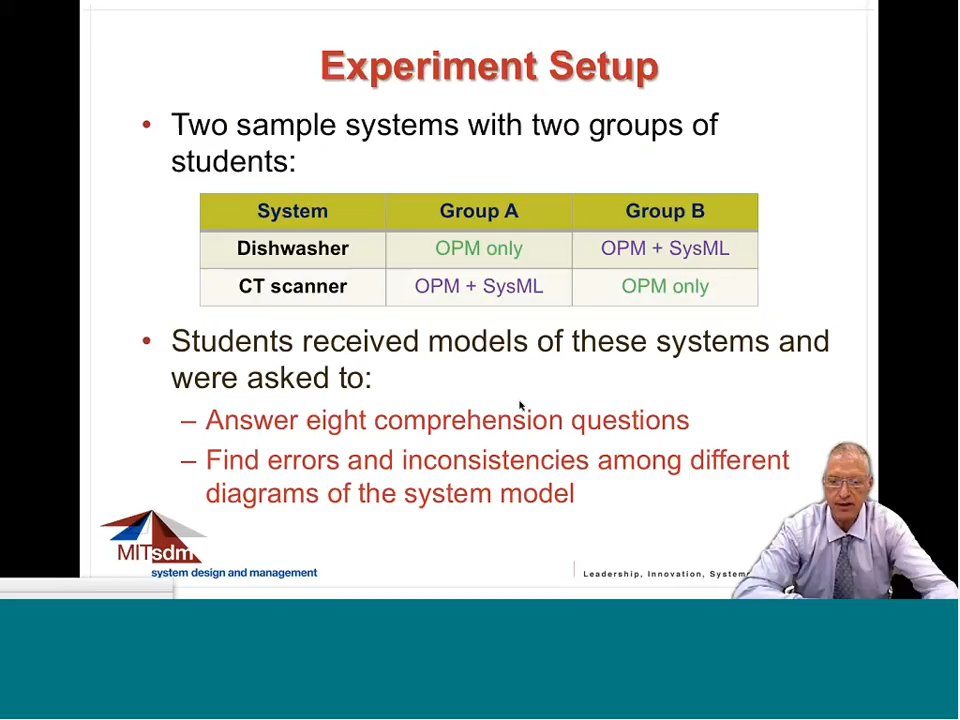 Experiment Setup
• Two sample systems with two groups of
students:
System Group A Group B
Dishwasher OPM only OPM + SysML
CT scanner OPM + SysML OPM only
• Students received models of these systems and
were asked to:
– Answer eight comprehension questions
– Find errors and inconsistencies among different
diagrams of the system model
MITsdm
system design and management
Leadership, Innovation, Systems